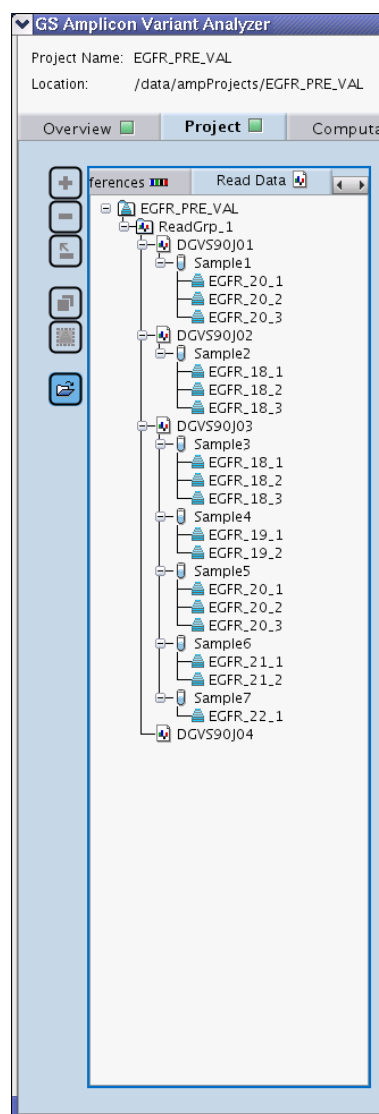 GS Amplicon Variant Analyzer
Project Name: EGFR_PRE_VAL
Location: /data/ampProjects/EGFR_PRE_VAL
Overview Project Computa
ferences Read Data
EGFR_PRE_VAL
ReadGrp_1
DGVS90J01
Sample1
EGFR_20_1
EGFR_20_2
EGFR_20_3
DGVS90J02
Sample2
EGFR_18_1
EGFR_18_2
EGFR_18_3
DGVS90J03
Sample3
EGFR_18_1
EGFR_18_2
EGFR_18_3
Sample4
EGFR_19_1
EGFR_19_2
Sample5
EGFR_20_1
EGFR_20_2
EGFR_20_3
Sample6
EGFR_21_1
EGFR_21_2
Sample7
EGFR_22_1
DGVS90J04